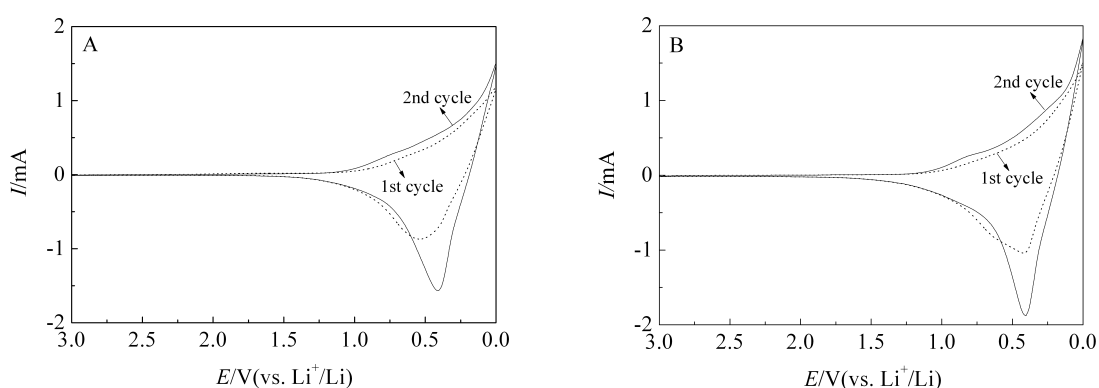 A
2
1
0
-1
-2
I/mA
2nd cycle
1st cycle
3.0 2.5 2.0 1.5 1.0 0.5 0.0
E/V(vs. Li⁺/Li)
B
2
1
0
-1
-2
I/mA
2nd cycle
1st cycle
3.0 2.5 2.0 1.5 1.0 0.5 0.0
E/V(vs. Li⁺/Li)